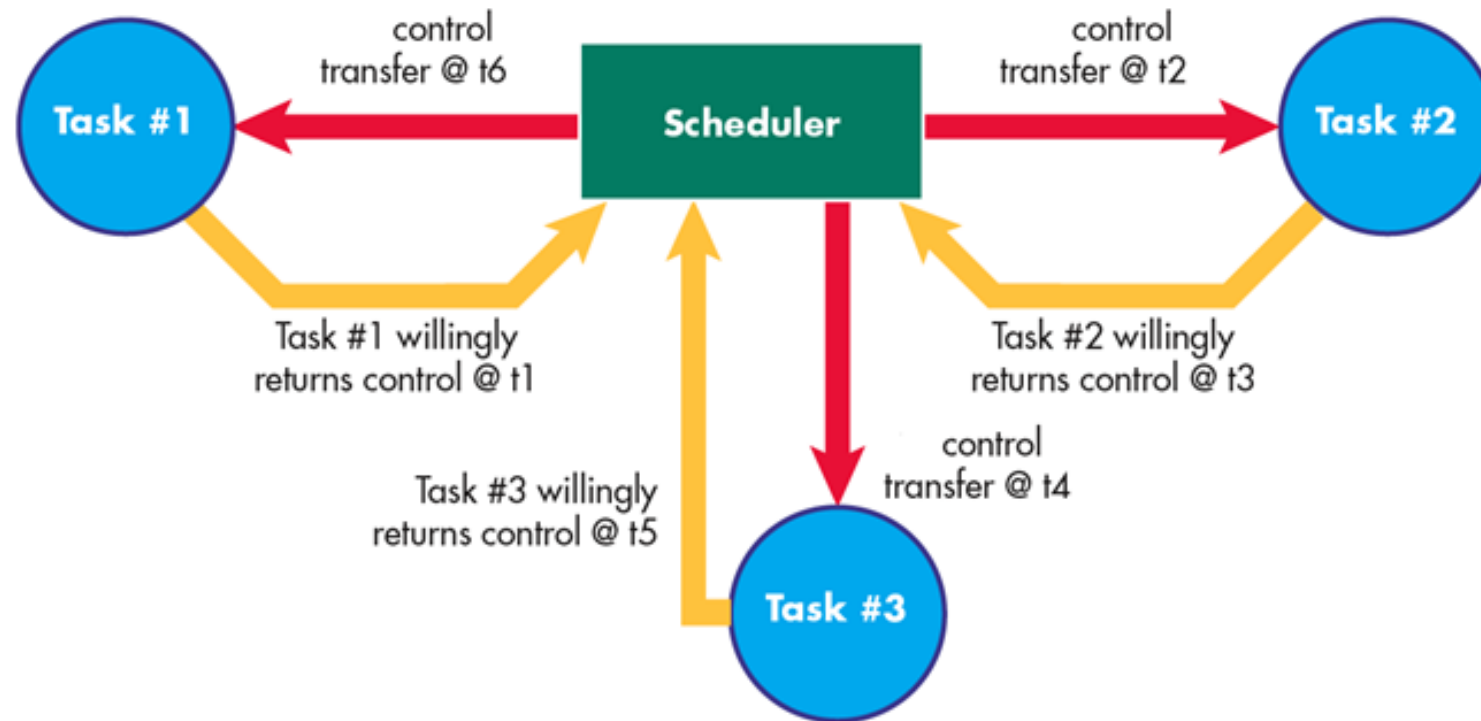 control
transfer @ t6
control
transfer @ t2
Task #1
Scheduler
Task #2
Task #1 willingly
returns control @ t1
Task #2 willingly
returns control @ t3
control
transfer @ t4
Task #3 willingly
returns control @ t5
Task #3